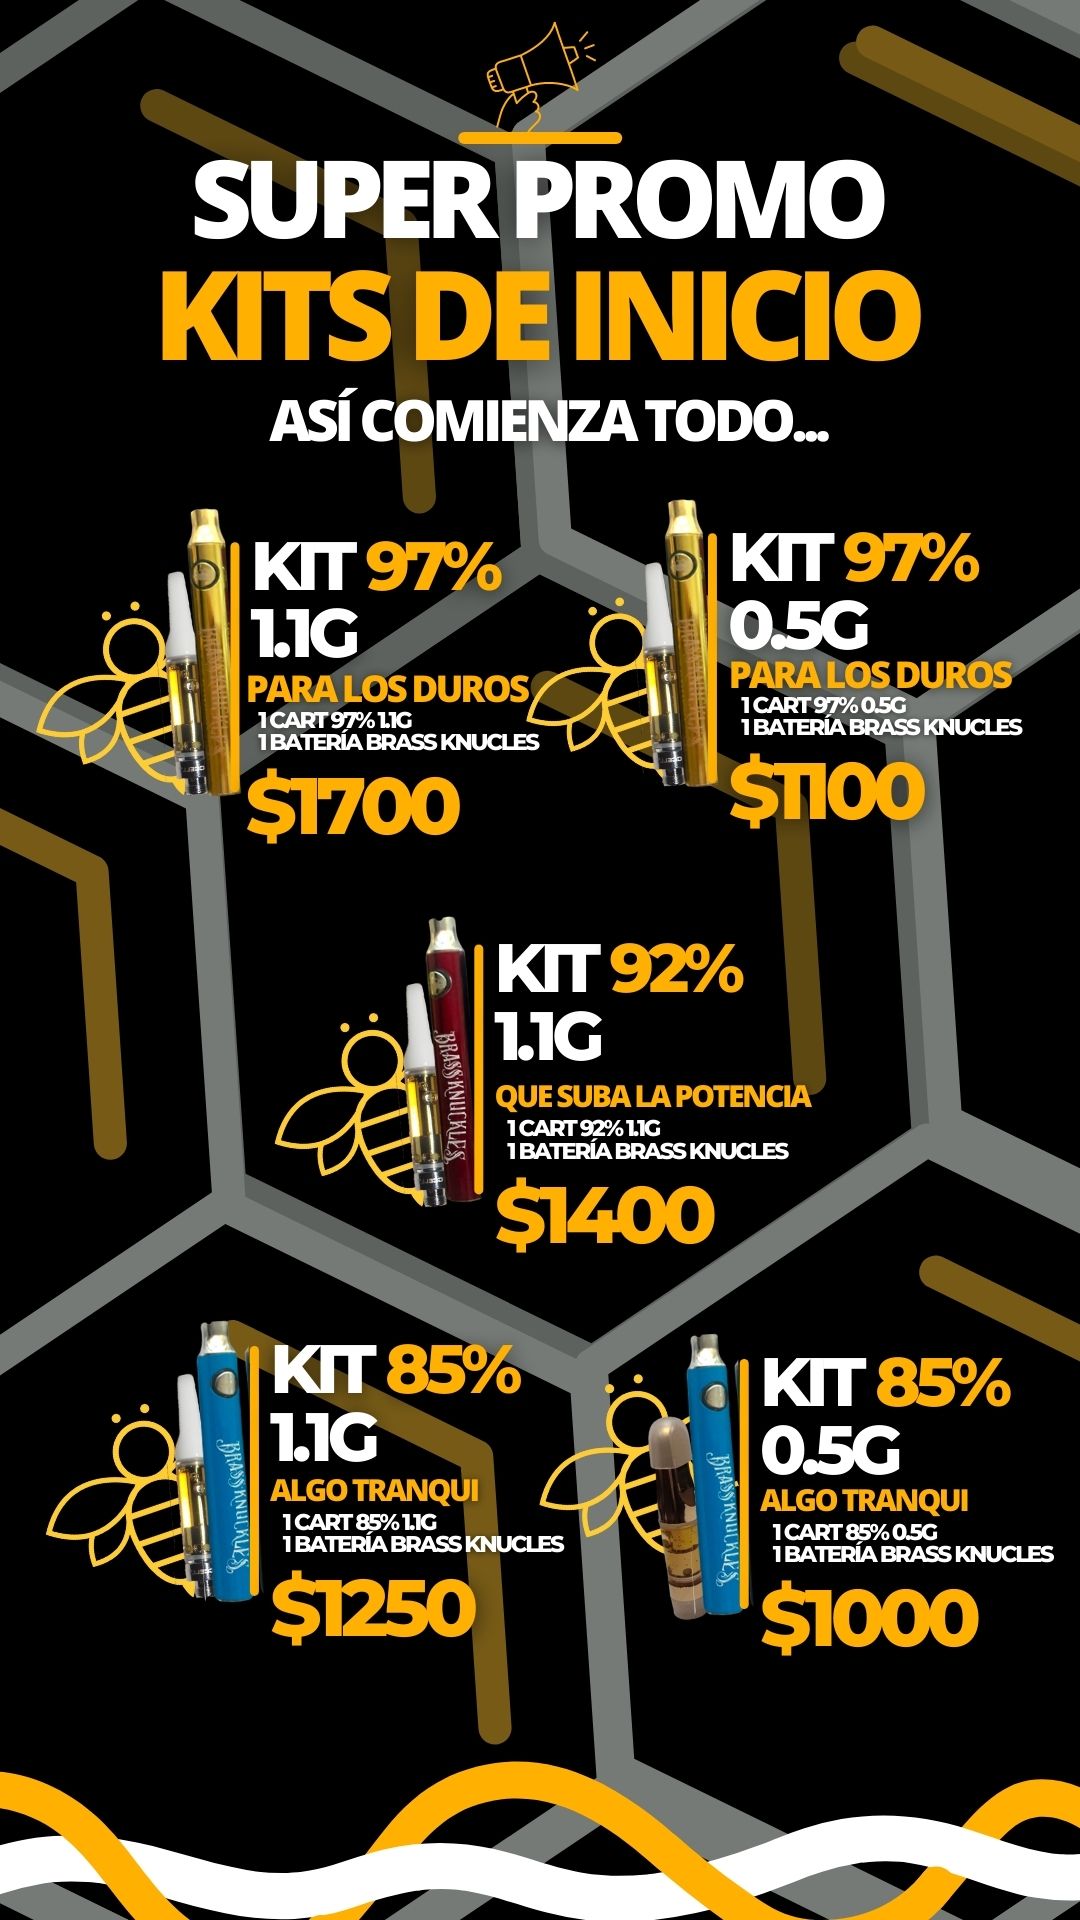 SUPER PROMO
KITS DE INICIO
ASÍ COMIENZA TODO...
KIT 97%
1.1G
PARA LOS DUROS
1 CART 97% 1.1G
1 BATERÍA BRASS KNUCLES
$1700
KIT 97%
0.5G
PARA LOS DUROS
1 CART 97% 0.5G
1 BATERÍA BRASS KNUCLES
$1100
KIT 92%
1.1G
QUE SUBA LA POTENCIA
1 CART 92% 1.1G
1 BATERÍA BRASS KNUCLES
$1400
BRASS KNUCKLES
KIT 85%
1.1G
ALGO TRANQUI
1 CART 85% 1.1G
1 BATERÍA BRASS KNUCLES
$1250
BRASS KNUCKLES
KIT 85%
0.5G
ALGO TRANQUI
1 CART 85% 0.5G
1 BATERÍA BRASS KNUCLES
$1000
BRASS KNUCKLES